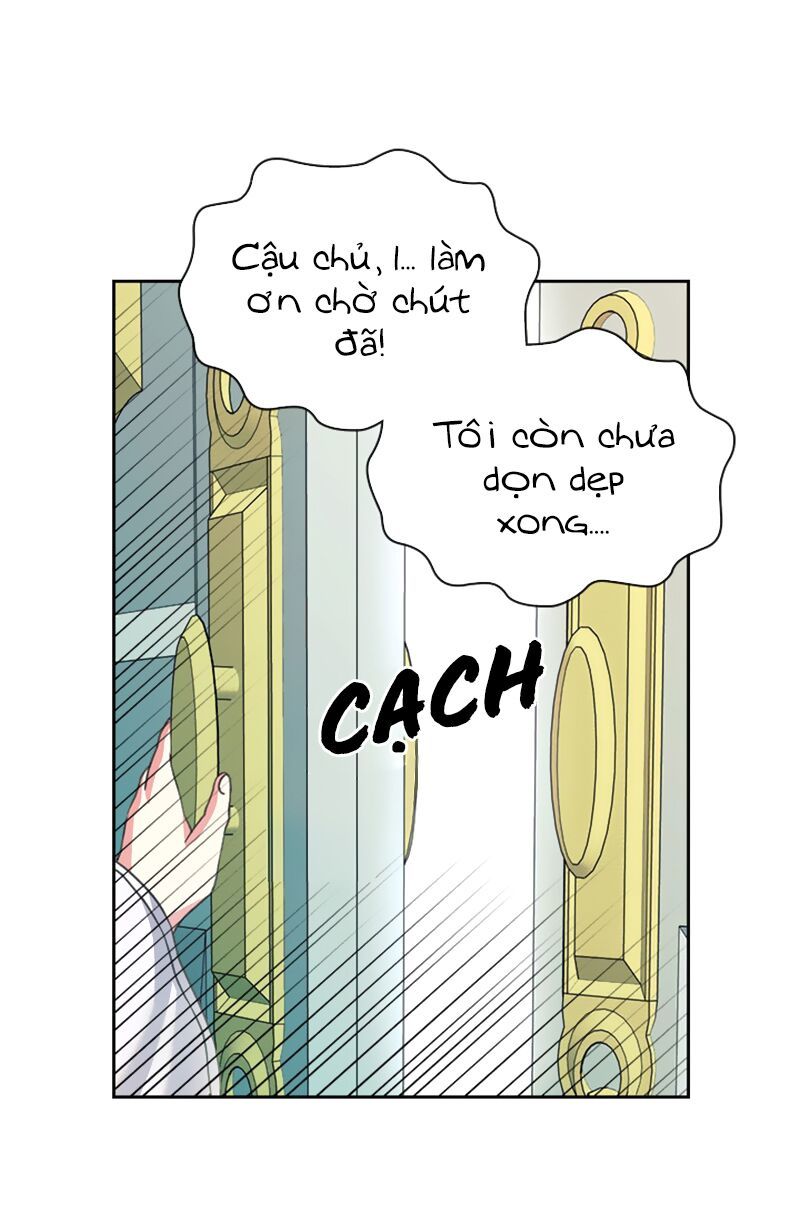 Cậu chủ, l... làm
ơn chờ chút
đã!
Tôi còn chưa
dọn dẹp
xong....
CẠCH